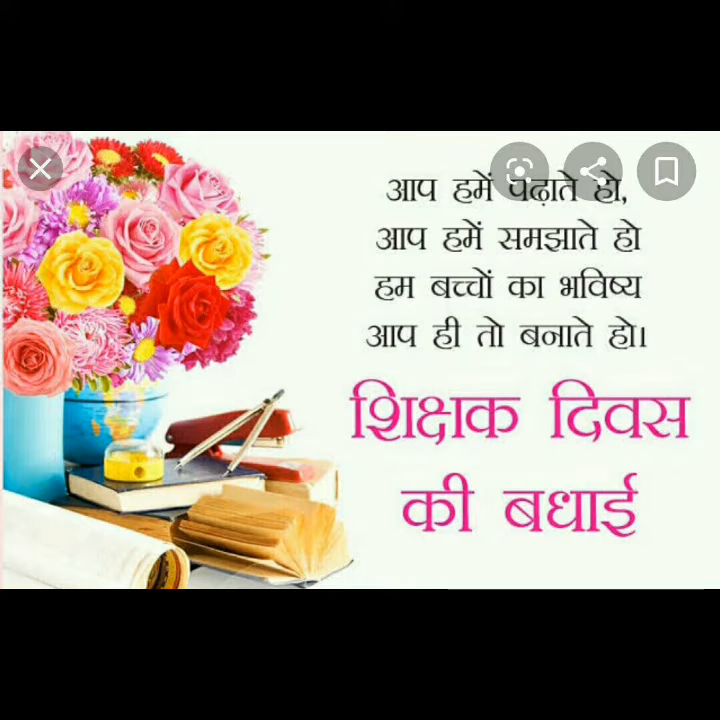 आप हमें पढ़ाते हो,
आप हमें समझाते हो
हम बच्चों का भविष्य
आप ही तो बनाते हो।
शिक्षक दिवस
की बधाई